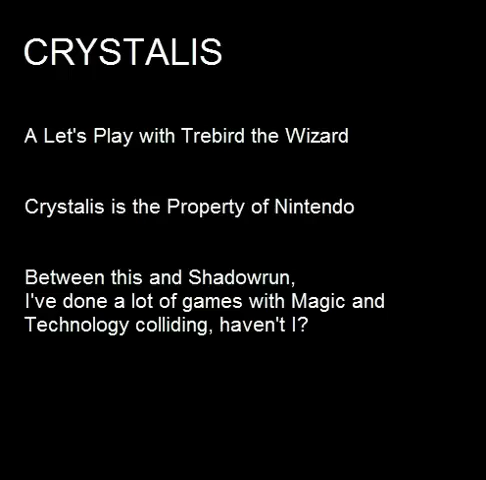 CRYSTALIS
A Let's Play with Trebird the Wizard
Crystalis is the Property of Nintendo
Between this and Shadowrun,
I've done a lot of games with Magic and
Technology colliding, haven't I?